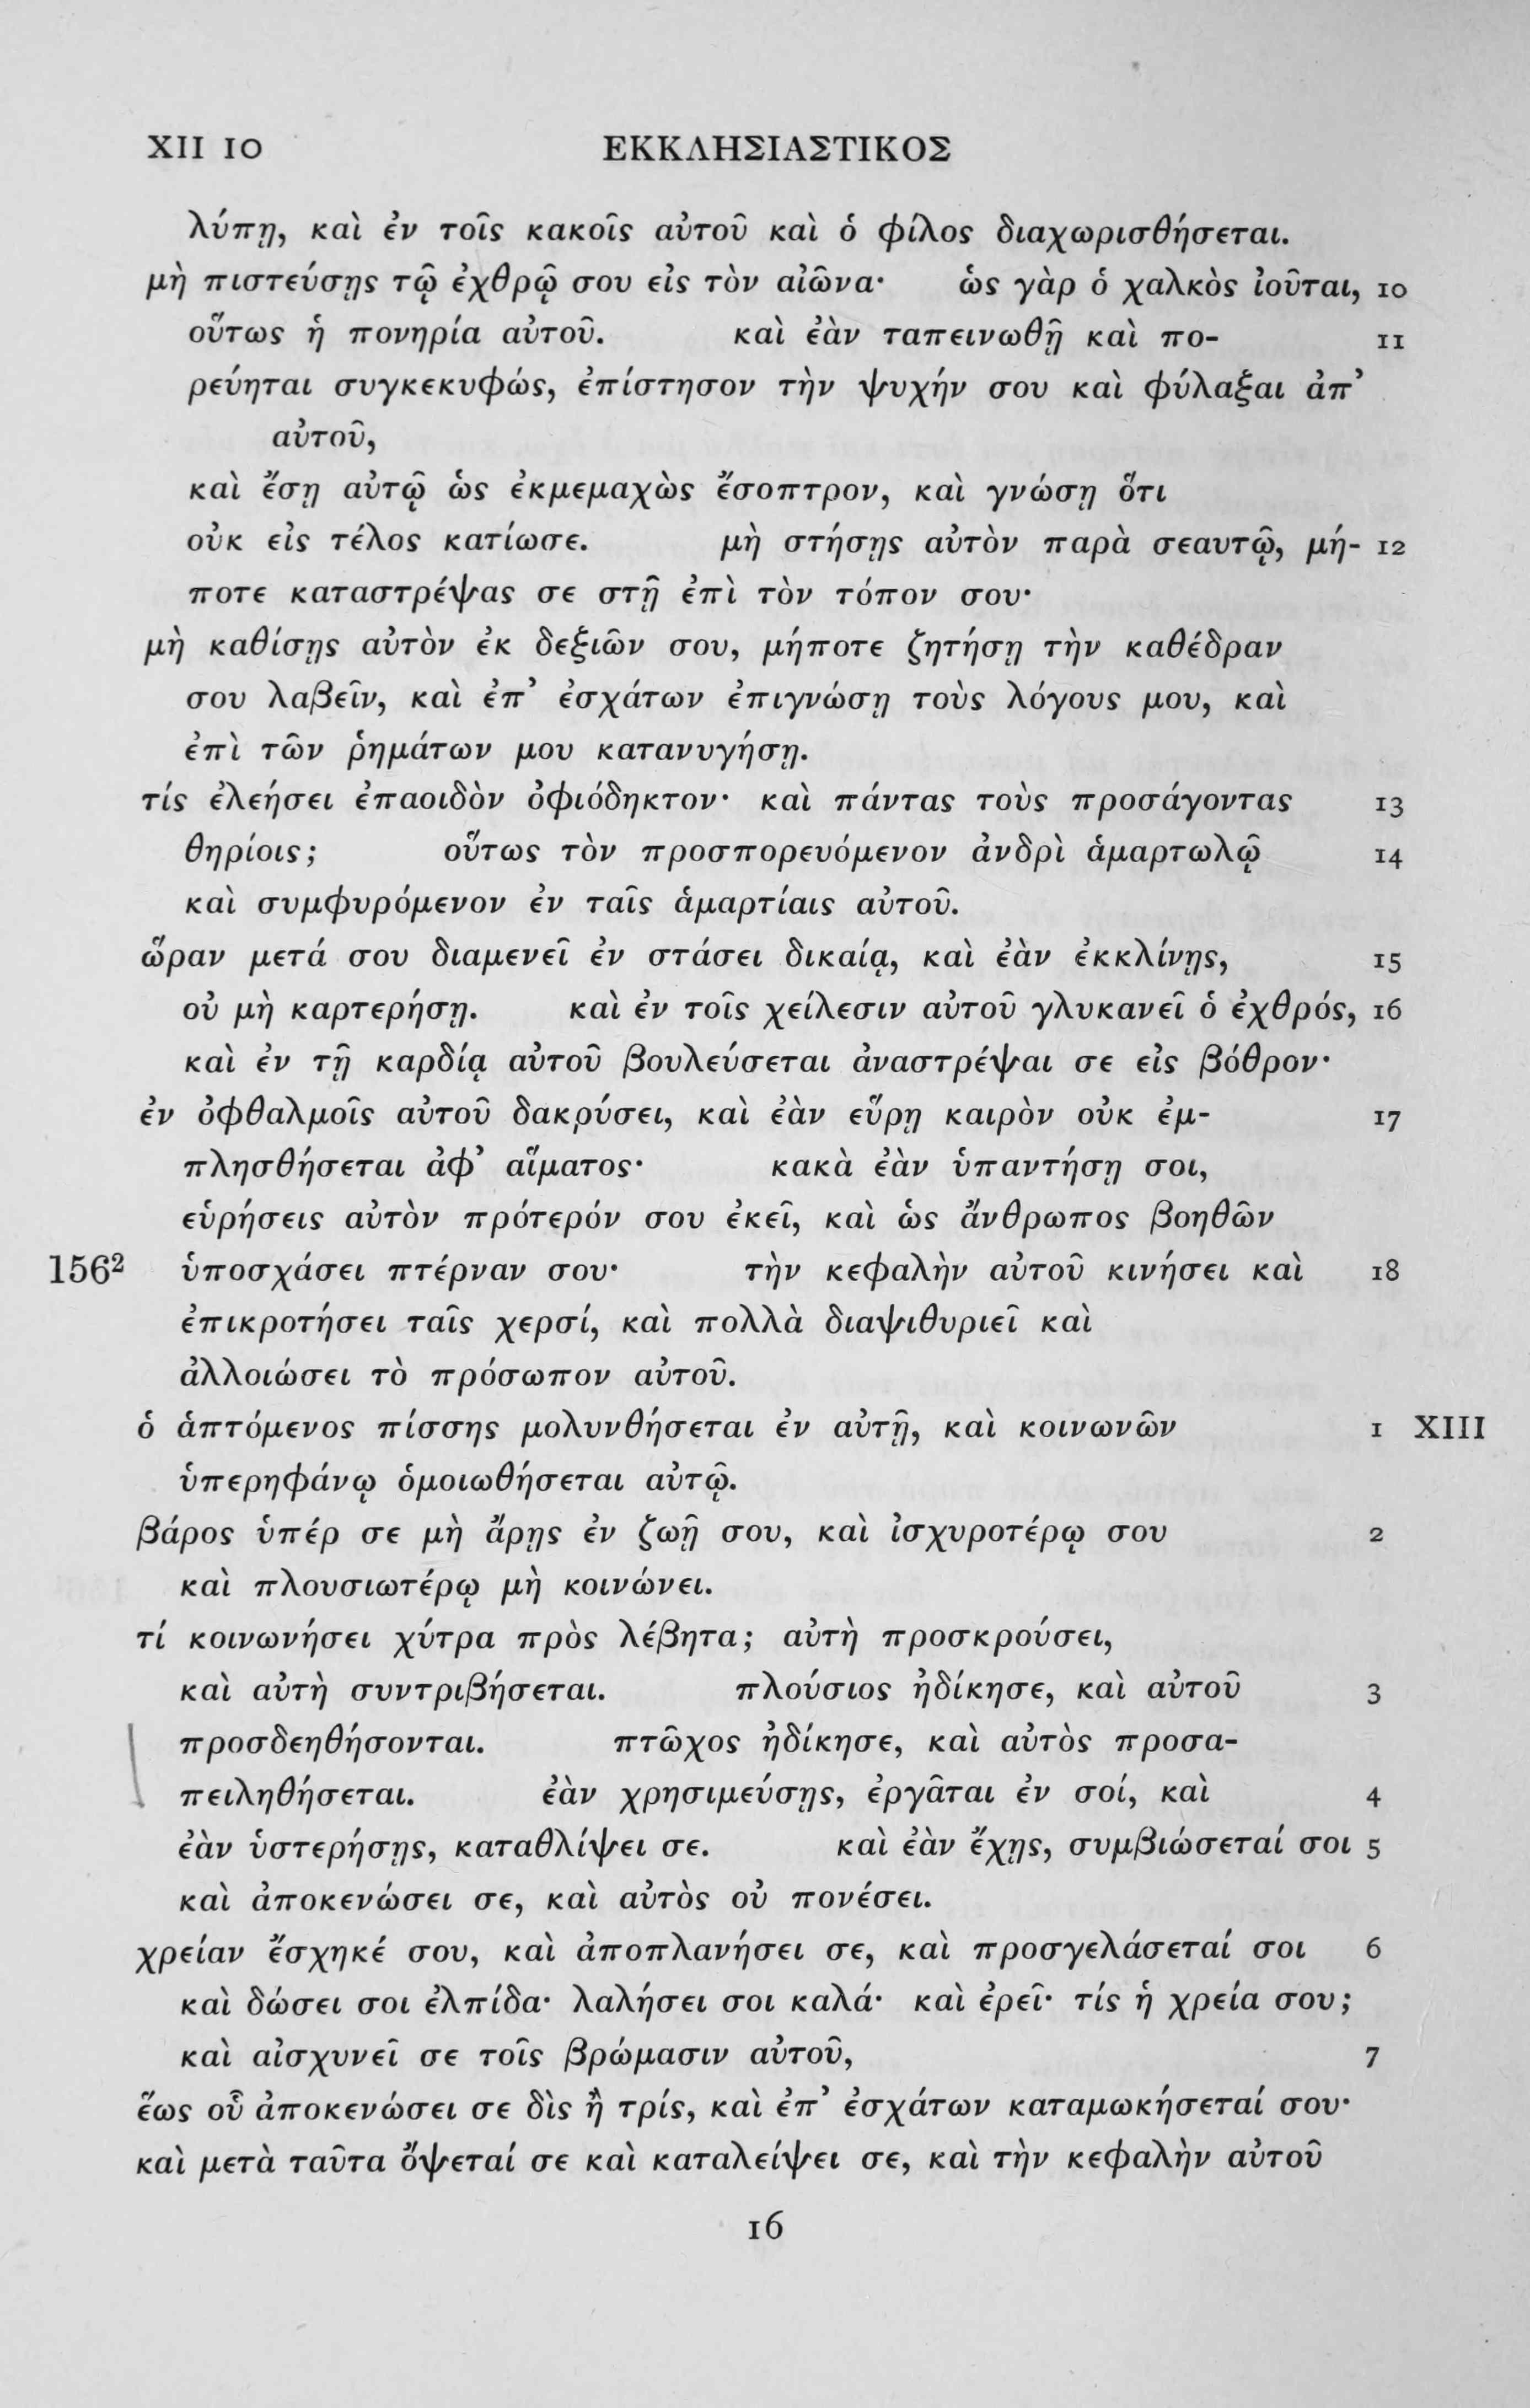 XII 10 ΕΚΚΛΗΣΙΑΣΤΙΚΟΣ
λύπῃ, καὶ ἐν τοῖς κακοῖς αὐτοῦ καὶ ὁ φίλος διαχωρισθήσεται.
μὴ πιστεύσῃς τῷ ἐχθρῷ σου εἰς τὸν αἰῶνα· ὡς γὰρ ὁ χαλκὸς ἰοῦται, 10
οὕτως ἡ πονηρία αὐτοῦ. καὶ ἐὰν ταπεινωθῇ καὶ πο- 11
ρεύηται συγκεκυφώς, ἐπίστησον τὴν ψυχήν σου καὶ φύλαξαι ἀπ’
αὐτοῦ,
καὶ ἔσῃ αὐτῷ ὡς ἐκμεμαχὼς ἔσοπτρον, καὶ γνώσῃ ὅτι
οὐκ εἰς τέλος κατίωσε. μὴ στήσῃς αὐτὸν παρὰ σεαυτῷ, μή- 12
ποτε καταστρέψας σε στῇ ἐπὶ τὸν τόπον σου·
μὴ καθίσῃς αὐτὸν ἐκ δεξιῶν σου, μήποτε ζητήσῃ τὴν καθέδραν
σου λαβεῖν, καὶ ἐπ’ ἐσχάτων ἐπιγνώσῃ τοὺς λόγους μου, καὶ
ἐπὶ τῶν ῥημάτων μου κατανυγήσῃ.
τίς ἐλεήσει ἐπαοιδὸν ὀφιόδηκτον· καὶ πάντας τοὺς προσάγοντας 13
θηρίοις; οὕτως τὸν προσπορευόμενον ἀνδρὶ ἁμαρτωλῷ 14
καὶ συμφυρόμενον ἐν ταῖς ἁμαρτίαις αὐτοῦ.
ὥραν μετά σου διαμενεῖ ἐν στάσει δικαίᾳ, καὶ ἐὰν ἐκκλίνῃς, 15
οὐ μὴ καρτερήσῃ. καὶ ἐν τοῖς χείλεσιν αὐτοῦ γλυκανεῖ ὁ ἐχθρός, 16
καὶ ἐν τῇ καρδίᾳ αὐτοῦ βουλεύσεται ἀναστρέψαι σε εἰς βόθρον·
ἐν ὀφθαλμοῖς αὐτοῦ δακρύσει, καὶ ἐὰν εὕρῃ καιρὸν οὐκ ἐμ- 17
πλησθήσεται ἀφ’ αἵματος· κακὰ ἐὰν ὑπαντήσῃ σοι,
εὑρήσεις αὐτὸν πρότερόν σου ἐκεῖ, καὶ ὡς ἄνθρωπος βοηθῶν
156² ὑποσχάσει πτέρναν σου· τὴν κεφαλὴν αὐτοῦ κινήσει καὶ 18
ἐπικροτήσει ταῖς χερσί, καὶ πολλὰ διαψιθυριεῖ καὶ
ἀλλοιώσει τὸ πρόσωπον αὐτοῦ.
ὁ ἁπτόμενος πίσσης μολυνθήσεται ἐν αὐτῇ, καὶ κοινωνῶν 1 XIII
ὑπερηφάνῳ ὁμοιωθήσεται αὐτῷ.
βάρος ὑπέρ σε μὴ ἄρῃς ἐν ζωῇ σου, καὶ ἰσχυροτέρῳ σου 2
καὶ πλουσιωτέρῳ μὴ κοινώνει.
τί κοινωνήσει χύτρα πρὸς λέβητα; αὐτὴ προσκρούσει,
καὶ αὐτὴ συντριβήσεται. πλούσιος ἠδίκησε, καὶ αὐτοῦ 3
προσδεηθήσονται. πτῶχος ἠδίκησε, καὶ αὐτὸς προσα-
πειληθήσεται. ἐὰν χρησιμεύσῃς, ἐργᾶται ἐν σοί, καὶ 4
ἐὰν ὑστερήσῃς, καταθλίψει σε. καὶ ἐὰν ἔχῃς, συμβιώσεταί σοι 5
καὶ ἀποκενώσει σε, καὶ αὐτὸς οὐ πονέσει.
χρείαν ἔσχηκέ σου, καὶ ἀποπλανήσει σε, καὶ προσγελάσεταί σοι 6
καὶ δώσει σοι ἐλπίδα· λαλήσει σοι καλά· καὶ ἐρεῖ· τίς ἡ χρεία σου;
καὶ αἰσχυνεῖ σε τοῖς βρώμασιν αὐτοῦ, 7
ἕως οὗ ἀποκενώσει σε δὶς ἢ τρίς, καὶ ἐπ’ ἐσχάτων καταμωκήσεταί σου·
καὶ μετὰ ταῦτα ὄψεταί σε καὶ καταλείψει σε, καὶ τὴν κεφαλὴν αὐτοῦ
16